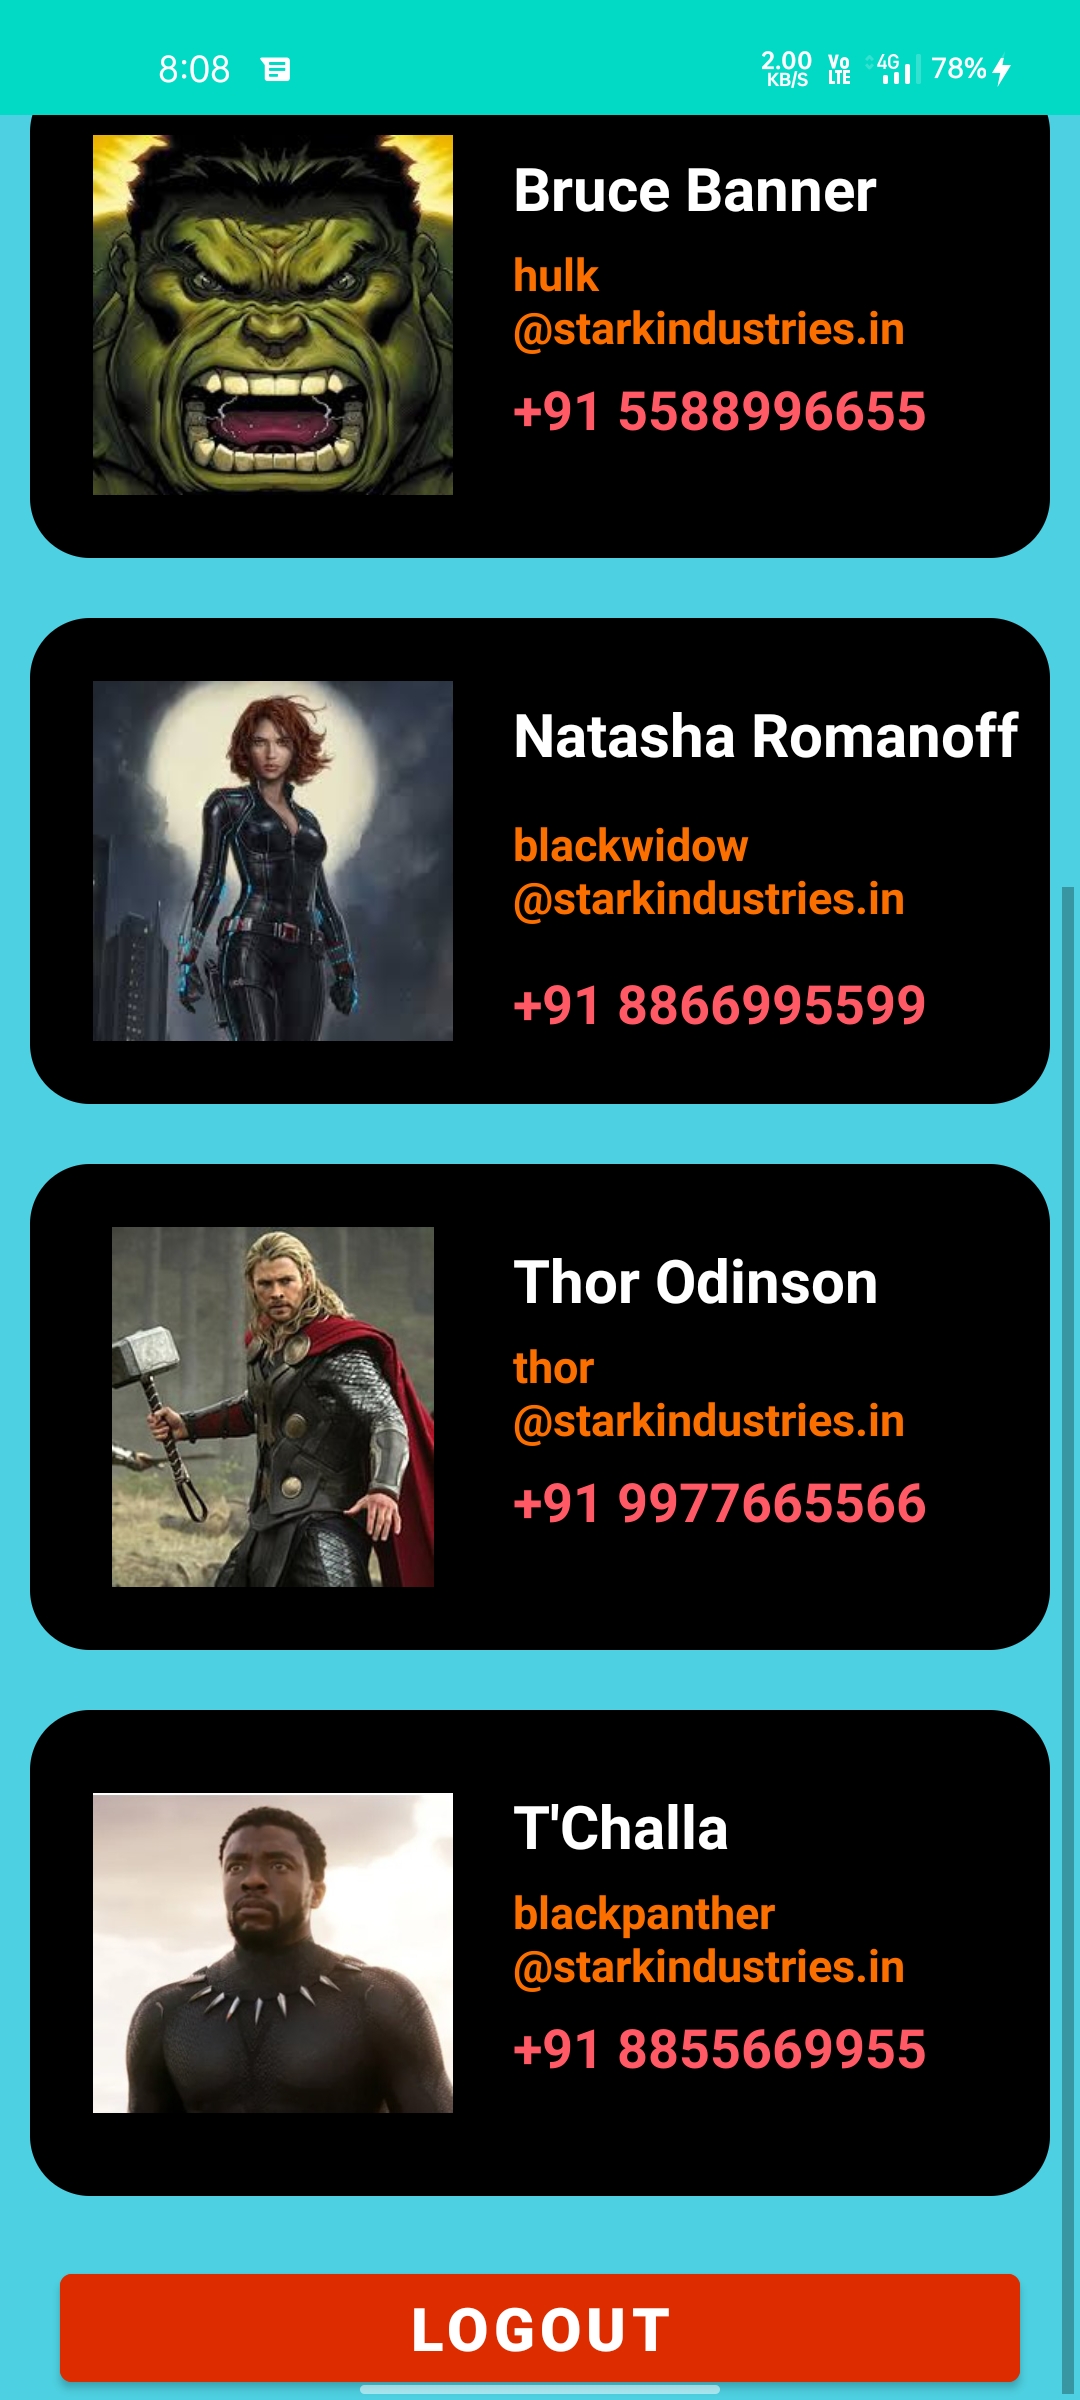 8:08
2.00
KB/S
Vo
LTE
4G
78%
Bruce Banner
hulk
@starkindustries.in
+91 5588996655
Natasha Romanoff
blackwidow
@starkindustries.in
+91 8866995599
Thor Odinson
thor
@starkindustries.in
+91 9977665566
T'Challa
blackpanther
@starkindustries.in
+91 8855669955
LOGOUT